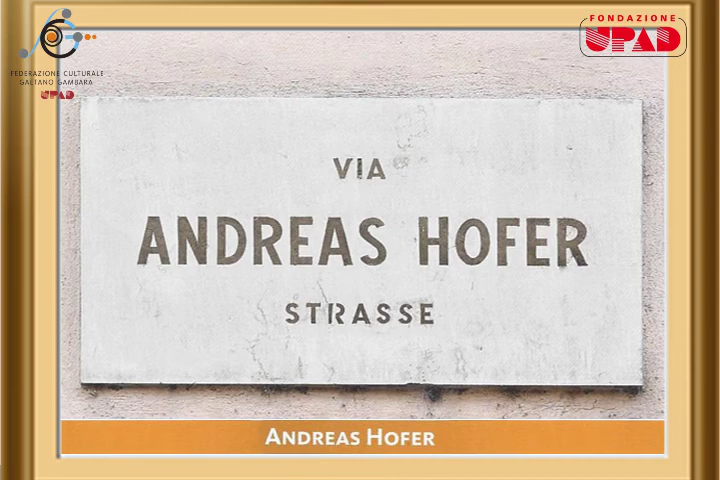 FEDERAZIONE CULTURALE
GAETANO GAMBARA
UPAD
FONDAZIONE
UPAD
VIA
ANDREAS HOFER
STRASSE
ANDREAS HOFER